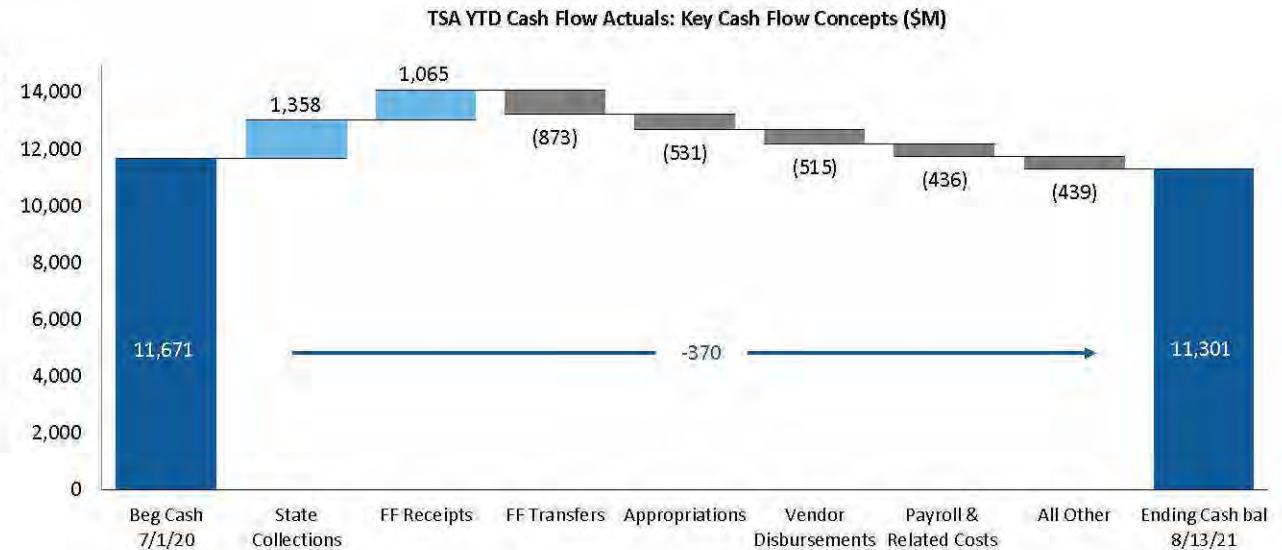 TSA YTD Cash Flow Actuals: Key Cash Flow Concepts ($M)
14,000
12,000
10,000
8,000
6,000
4,000
2,000
0
11,671
1,358
1,065
(873)
(531)
(515)
(436)
(439)
-370
11,301
Beg Cash
7/1/20
State
Collections
FF Receipts
FF Transfers
Appropriations
Vendor
Disbursements
Payroll &
Related Costs
All Other
Ending Cash bal
8/13/21